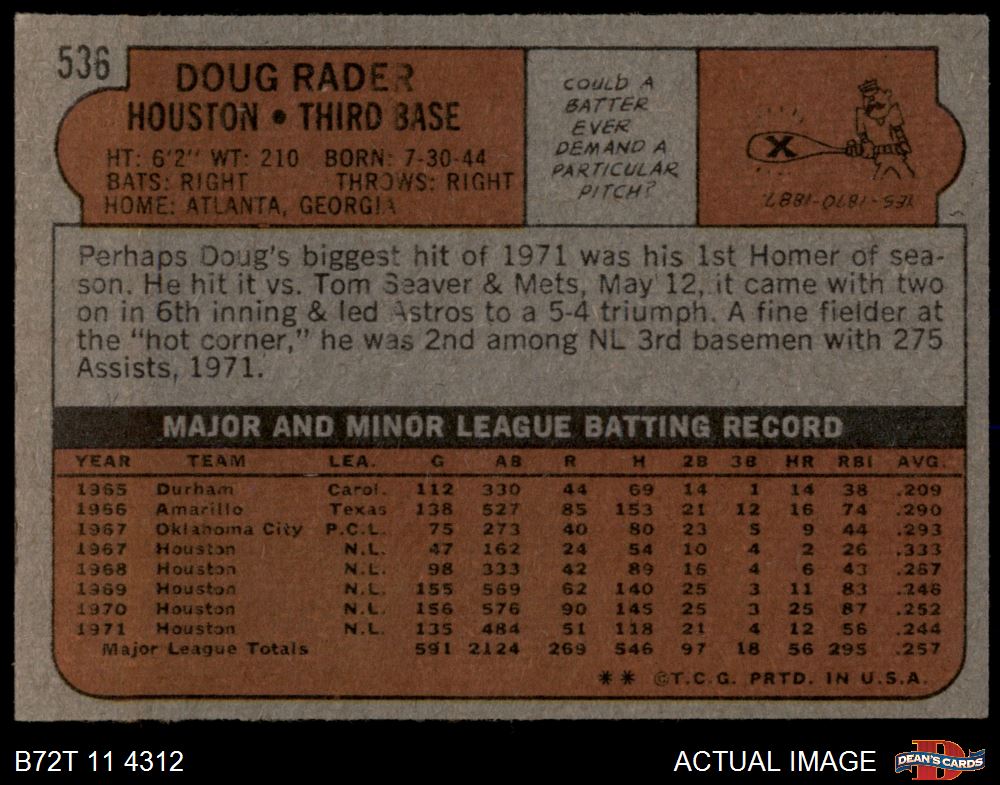 536
DOUG RADER
HOUSTON • THIRD BASE
HT: 6'2" WT: 210 BORN: 7-30-44
BATS: RIGHT THROWS: RIGHT
HOME: ATLANTA, GEORGIA
COULD A
BATTER
EVER
DEMAND A
PARTICULAR
PITCH?
X
YES-1870-1887.
Perhaps Doug's biggest hit of 1971 was his 1st Homer of sea-
son. He hit it vs. Tom Seaver & Mets, May 12, it came with two
on in 6th inning & led Astros to a 5-4 triumph. A fine fielder at
the "hot corner," he was 2nd among NL 3rd basemen with 275
Assists, 1971.
MAJOR AND MINOR LEAGUE BATTING RECORD
YEAR TEAM LEA. G AB R H 2B 3B HR RBI AVG.
1965 Durham Carol. 112 330 44 69 14 1 14 38 .209
1966 Amarillo Texas 138 527 85 153 21 12 16 74 .290
1967 Oklahoma City P.C.L. 75 273 40 80 23 5 9 44 .293
1967 Houston N.L. 47 162 24 54 10 4 2 26 .333
1968 Houston N.L. 98 333 42 89 16 4 6 43 .267
1969 Houston N.L. 155 569 62 140 25 3 11 83 .246
1970 Houston N.L. 156 576 90 145 25 3 25 87 .252
1971 Houston N.L. 135 484 51 118 21 4 12 56 .244
Major League Totals 591 2124 269 546 97 18 56 295 .257
** ©T.C.G. PRTD. IN U.S.A.
B72T 11 4312
ACTUAL IMAGE
D
DEAN'S CARDS